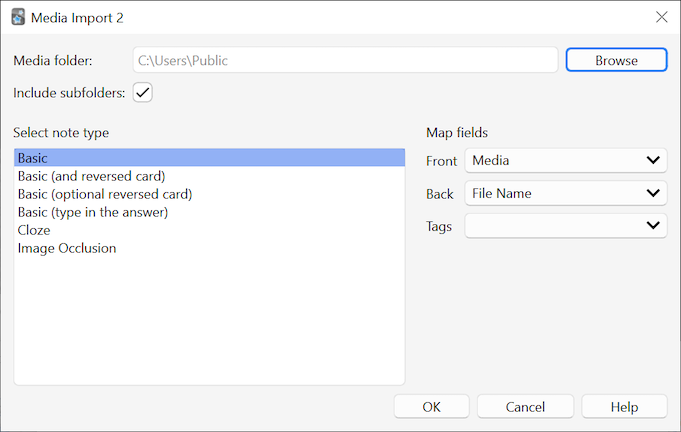 Media Import 2
Media folder: C:\Users\Public Browse
Include subfolders:
Select note type
Map fields
Basic
Basic (and reversed card)
Basic (optional reversed card)
Basic (type in the answer)
Cloze
Image Occlusion
Front Media
Back File Name
Tags
OK Cancel Help